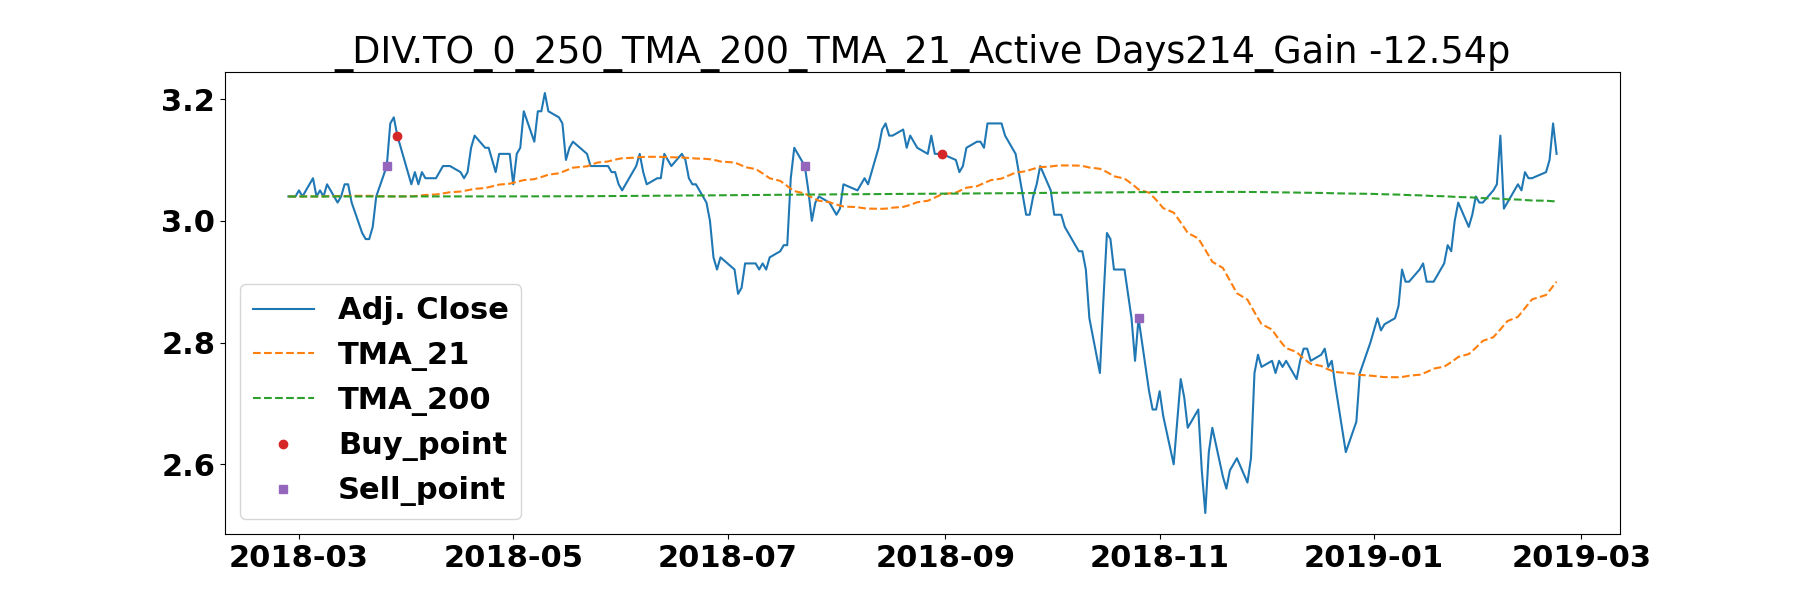 _DIV.TO_0_250_TMA_200_TMA_21_Active Days214_Gain -12.54p
3.2
3.0
2.8
2.6
Adj. Close
TMA_21
TMA_200
Buy_point
Sell_point
2018-03 2018-05 2018-07 2018-09 2018-11 2019-01 2019-03